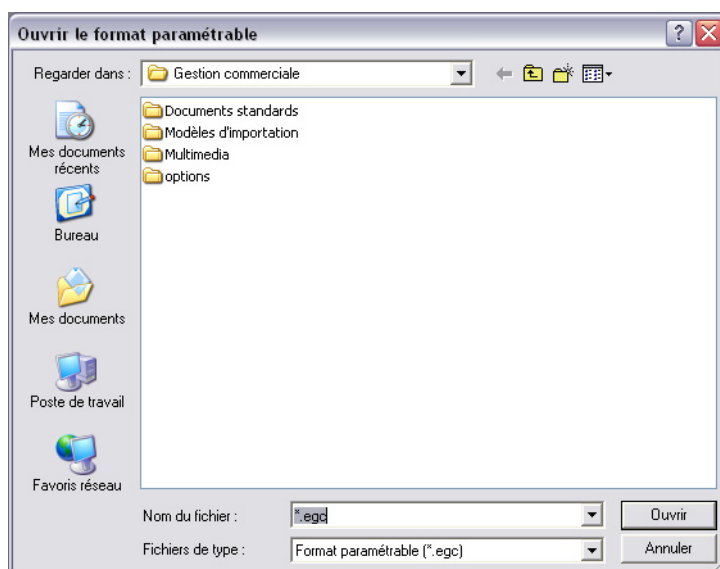 Ouvrir le format paramétrable
Regarder dans :
Gestion commerciale
Documents standards
Modèles d'importation
Multimedia
options
Mes documents
récents
Bureau
Mes documents
Poste de travail
Favoris réseau
Nom du fichier :
*.egc
Ouvrir
Fichiers de type :
Format paramétrable (*.egc)
Annuler